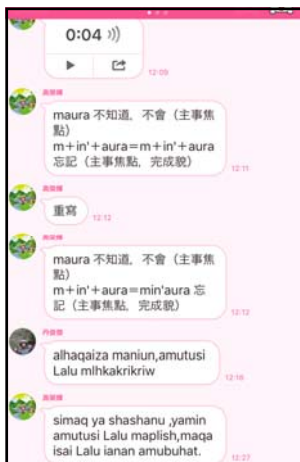 0:04
12:09
maura 不知道，不會（主事焦
點）
m+in'+aura=m+in'+aura
忘記（主事焦點，完成貌）
12:11
重寫
12:12
maura 不知道，不會（主事焦
點）
m+in'+aura=min'aura 忘
記（主事焦點，完成貌）
12:12
alhaqaiza maniun,amutusi
Lalu mlhkakrikriw
12:16
simaq ya shashanu ,yamin
amutusi Lalu maplish,maqa
isai Lalu ianan amubuhat.
12:27